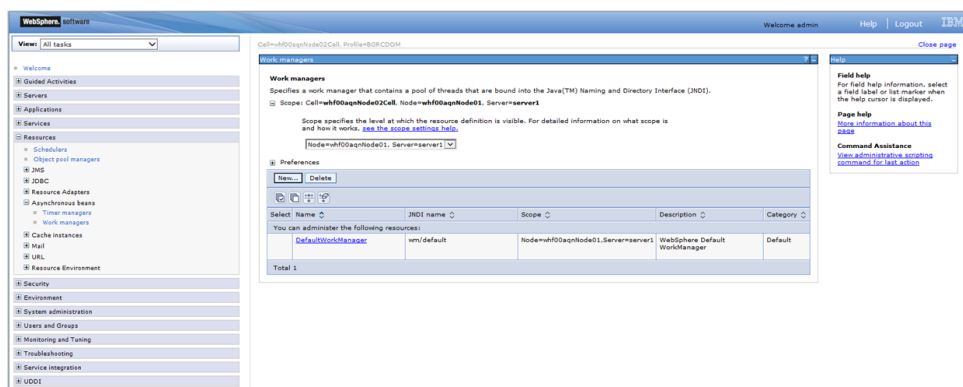 WebSphere. software
Welcome admin
Help | Logout
IBM
View: All tasks
Cell=whf00aqnNode02Cell, Profile=BGRCDOM
Close page
Welcome
Guided Activities
Servers
Applications
Services
Resources
Schedulers
Object pool managers
JMS
JDBC
Resource Adapters
Asynchronous beans
Timer managers
Work managers
Cache instances
Mail
URL
Resource Environment
Security
Environment
System administration
Users and Groups
Monitoring and Tuning
Troubleshooting
Service integration
UDDI
Work managers
Work managers
Specifies a work manager that contains a pool of threads that are bound into the Java(TM) Naming and Directory Interface (JNDI).
Scope: Cell=whf00aqnNode02Cell, Node=whf00aqnNode01, Server=server1
Scope specifies the level at which the resource definition is visible. For detailed information on what scope is
and how it works, see the scope settings help.
Node=whf00aqnNode01, Server=server1
Preferences
New... Delete
Select Name JNDI name Scope Description Category
You can administer the following resources:
DefaultWorkManager wm/default Node=whf00aqnNode01,Server=server1 WebSphere Default Default
WorkManager
Total 1
Help
Field help
For field help information, select
a field label or list marker when
the help cursor is displayed.
Page help
More information about this
page
Command Assistance
View administrative scripting
command for last action